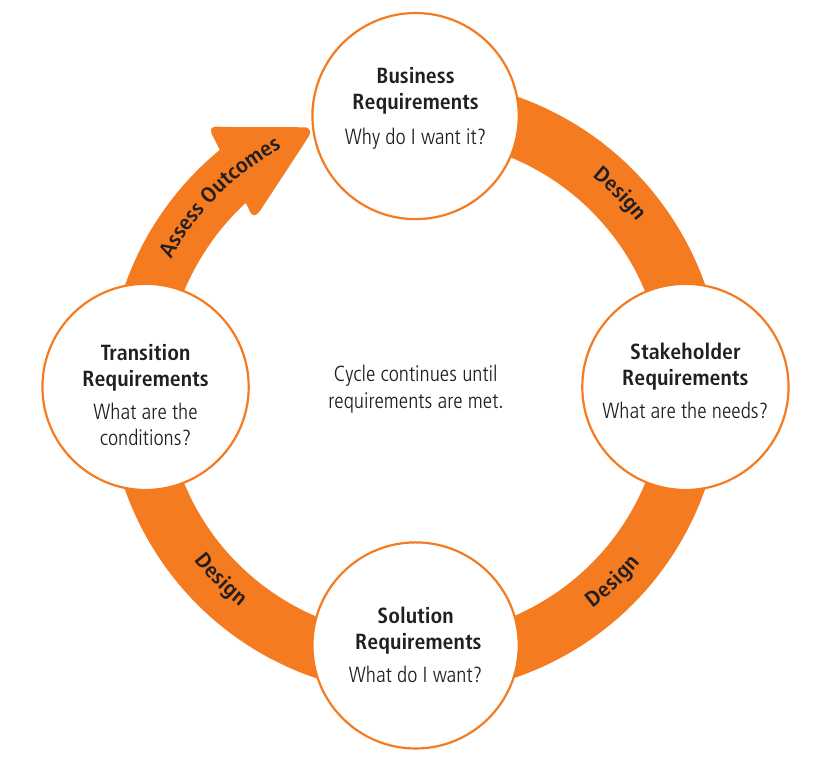 Business
Requirements
Why do I want it?
Design
Stakeholder
Requirements
What are the needs?
Design
Solution
Requirements
What do I want?
Design
Transition
Requirements
What are the
conditions?
Assess Outcomes
Cycle continues until
requirements are met.